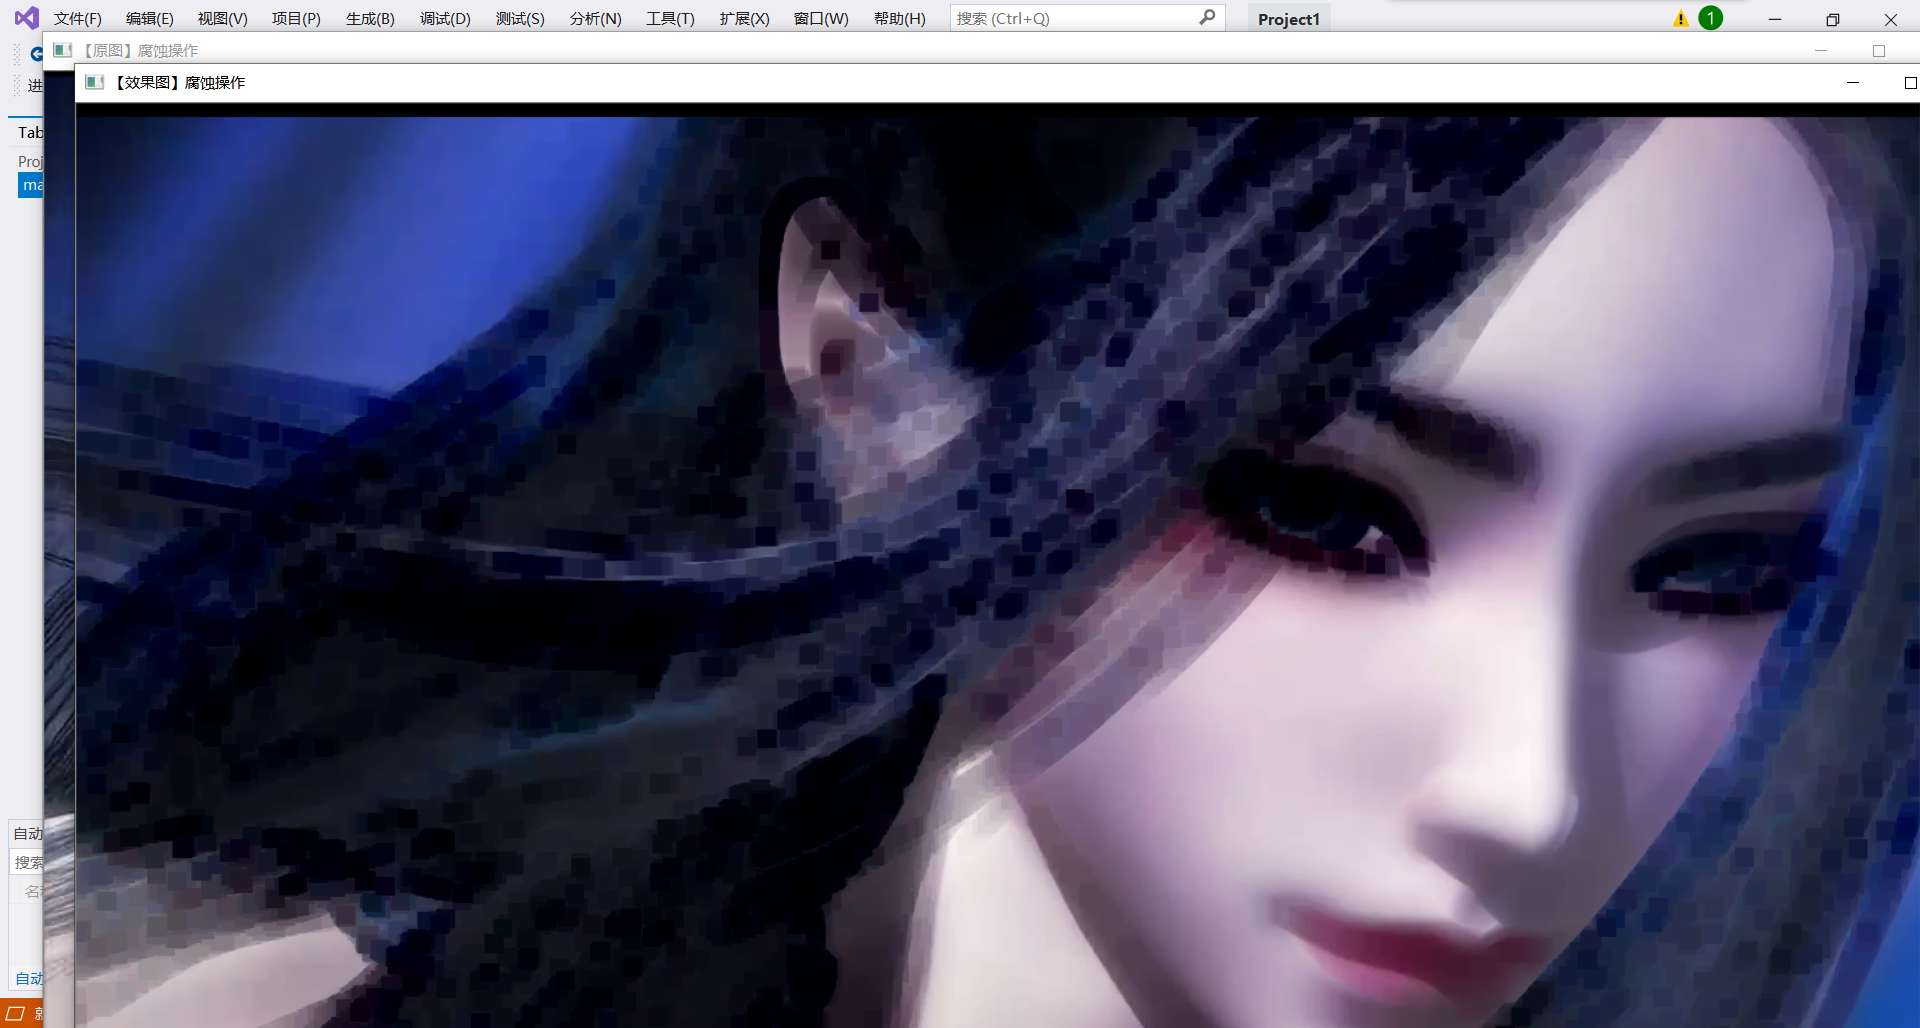 文件(F) 编辑(E) 视图(V) 项目(P) 生成(B) 调试(D) 测试(S) 分析(N) 工具(T) 扩展(X) 窗口(W) 帮助(H) 搜索 (Ctrl+Q) Project1 1
【原图】腐蚀操作
【效果图】腐蚀操作
进
Tab
Proj
ma
自动
搜索
名
自动